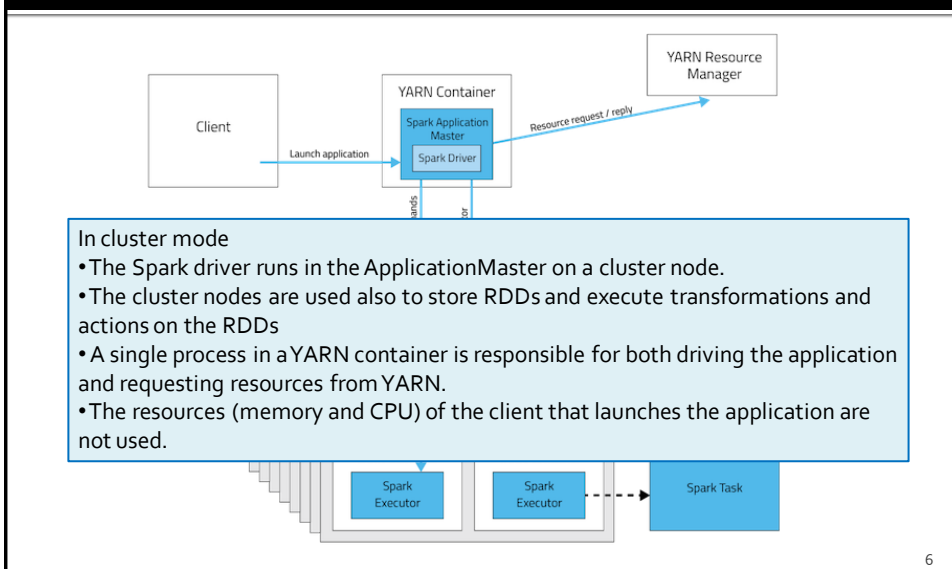 YARN Resource
Manager
YARN Container
Client
Spark Application
Master
Resource request / reply
Launch application
Spark Driver
In cluster mode
•The Spark driver runs in the ApplicationMaster on a cluster node.
•The cluster nodes are used also to store RDDs and execute transformations and
actions on the RDDs
•A single process in a YARN container is responsible for both driving the application
and requesting resources from YARN.
•The resources (memory and CPU) of the client that launches the application are
not used.
Spark
Executor
Spark
Executor
Spark Task
6